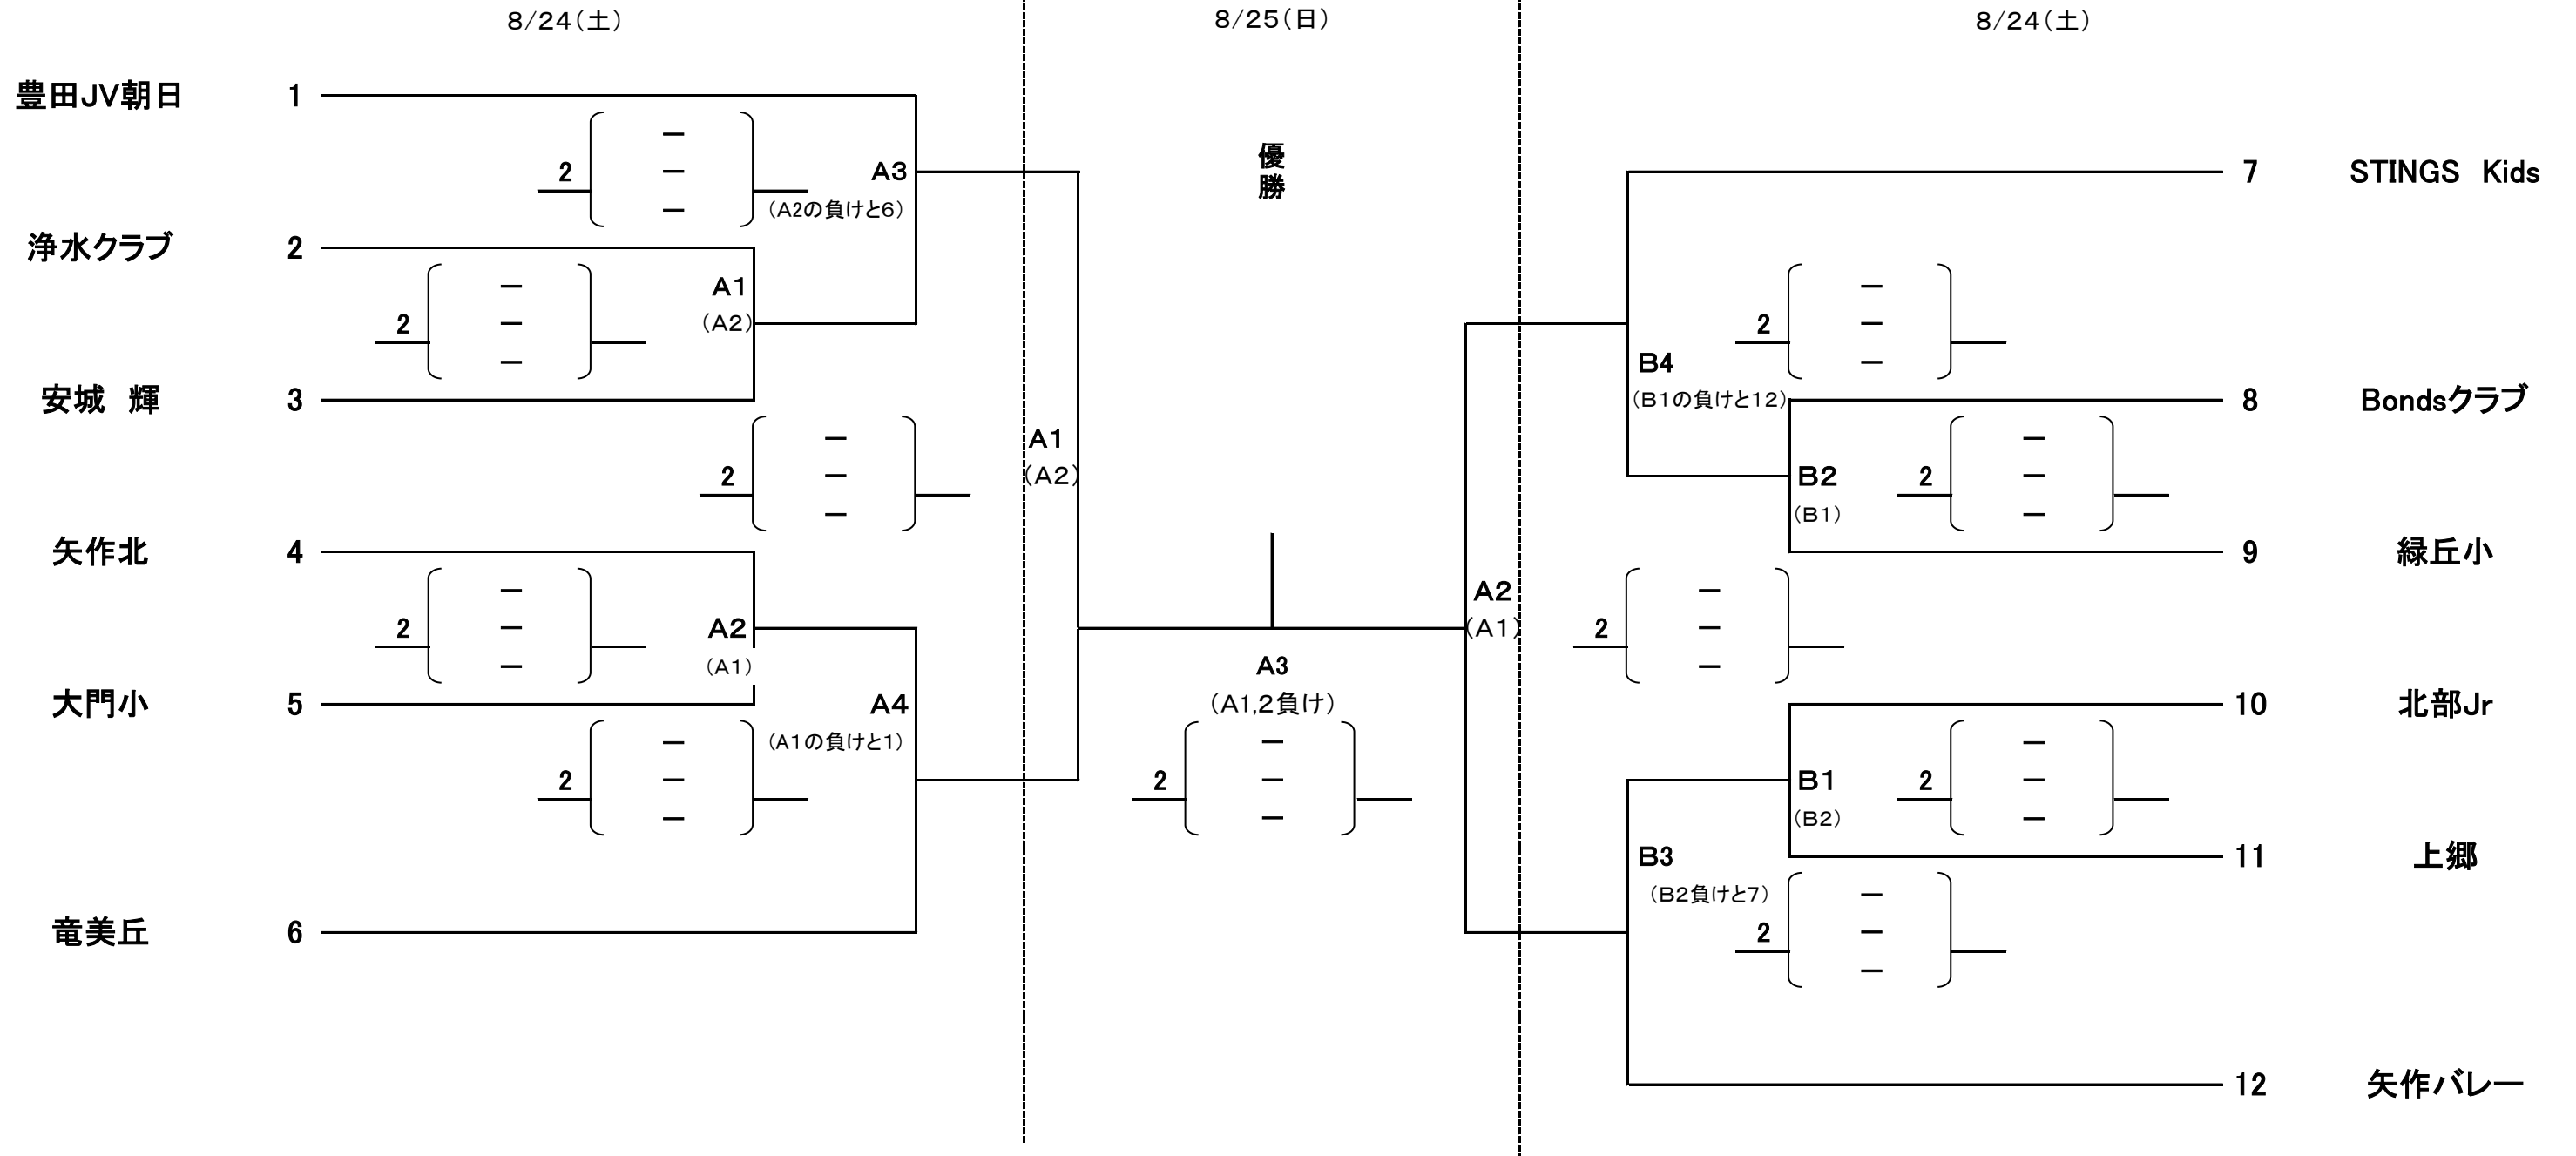 8/24(土)
8/25(日)
8/24(土)
豊田JV朝日 1
2 － － －
A3
(A2の負けと6)
優勝
7 STINGS Kids
浄水クラブ 2
2 － － －
A1
(A2)
2 － － －
B4
(B1の負けと12)
安城 輝 3
8 Bondsクラブ
2 － － －
A1
(A2)
B2
(B1)
2 － － －
矢作北 4
9 緑丘小
2 － － －
A2
(A1)
A2
(A1)
2 － － －
A3
(A1,2負け)
大門小 5
A4
(A1の負けと1)
10 北部Jr
2 － － －
2 － － －
B1
(B2)
2 － － －
B3
(B2負けと7)
11 上郷
2 － － －
竜美丘 6
12 矢作バレー